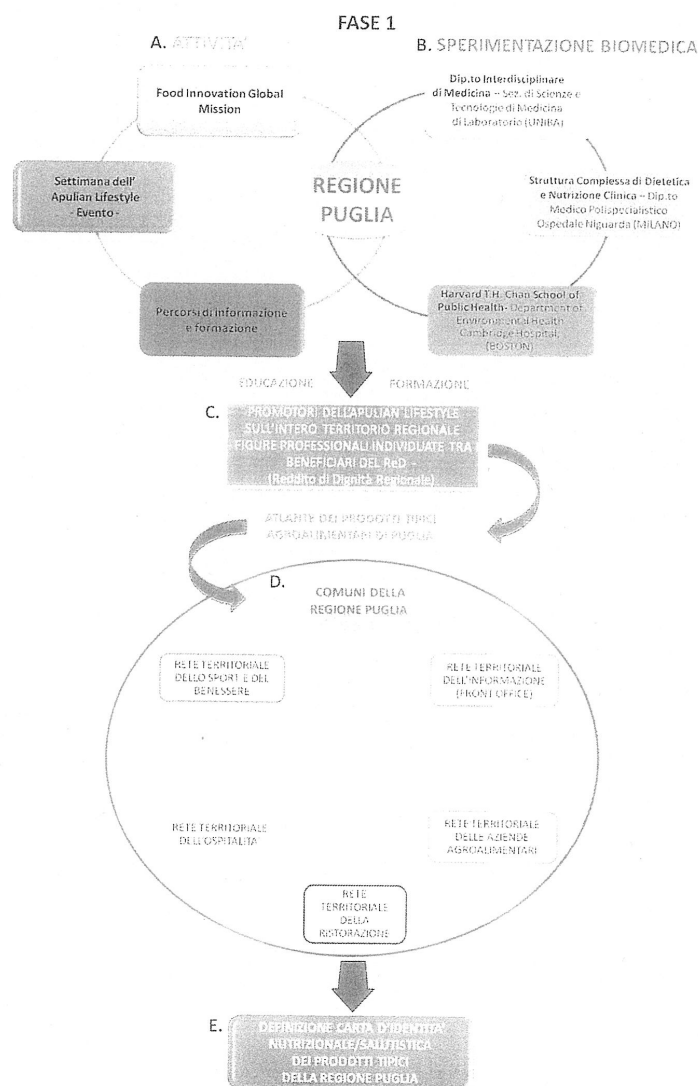 FASE 1
A. ATTIVITA'
Food Innovation Global
Mission
Settimana dell'
Apulian Lifestyle
- Evento -
Percorsi di informazione
e formazione
REGIONE
PUGLIA
B. SPERIMENTAZIONE BIOMEDICA
Dip.to Interdisciplinare
di Medicina – Sez. di Scienze e
Tecnologie di Medicina
di Laboratorio (UNIBA)
Struttura Complessa di Dietetica
e Nutrizione Clinica – Dip.to
Medico Polispecialistico
Ospedale Niguarda (MILANO)
Harvard T.H. Chan School of
Public Health- Department of
Environmental Health
Cambridge Hospital,
(BOSTON)
EDUCAZIONE FORMAZIONE
C. PROMOTORI DELL'APULIAN LIFESTYLE
SULL'INTERO TERRITORIO REGIONALE
- FIGURE PROFESSIONALI INDIVIDUATE TRA
BENEFICIARI DEL ReD -
(Reddito di Dignità Regionale)
ATLANTE DEI PRODOTTI TIPICI
AGROALIMENTARI DI PUGLIA
D.
COMUNI DELLA
REGIONE PUGLIA
RETE TERRITORIALE
DELLO SPORT E DEL
BENESSERE
RETE TERRITORIALE
DELL'INFORMAZIONE
(FRONT OFFICE)
RETE TERRITORIALE
DELL'OSPITALITA'
RETE TERRITORIALE
DELLE AZIENDE
AGROALIMENTARI
RETE
TERRITORIALE
DELLA
RISTORAZIONE
E. DEFINIZIONE CARTA D'IDENTITA'
NUTRIZIONALE/SALUTISTICA
DEI PRODOTTI TIPICI
DELLA REGIONE PUGLIA